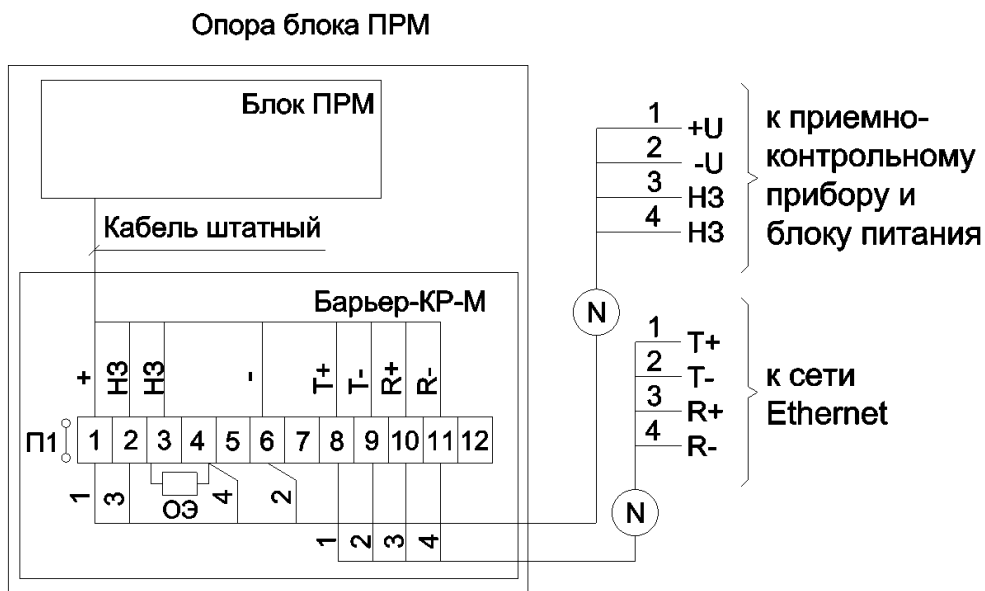 Опора блока ПРМ
Блок ПРМ
Кабель штатный
Барьер-КР-М
+ НЗ НЗ - T+ T- R+ R-
П1 1 2 3 4 5 6 7 8 9 10 11 12
ОЭ
1 3 4 2
1 2 3 4
1 +U
2 -U
3 НЗ
4 НЗ
к приемно-
контрольному
прибору и
блоку питания
N
1 T+
2 T-
3 R+
4 R-
к сети
Ethernet
N